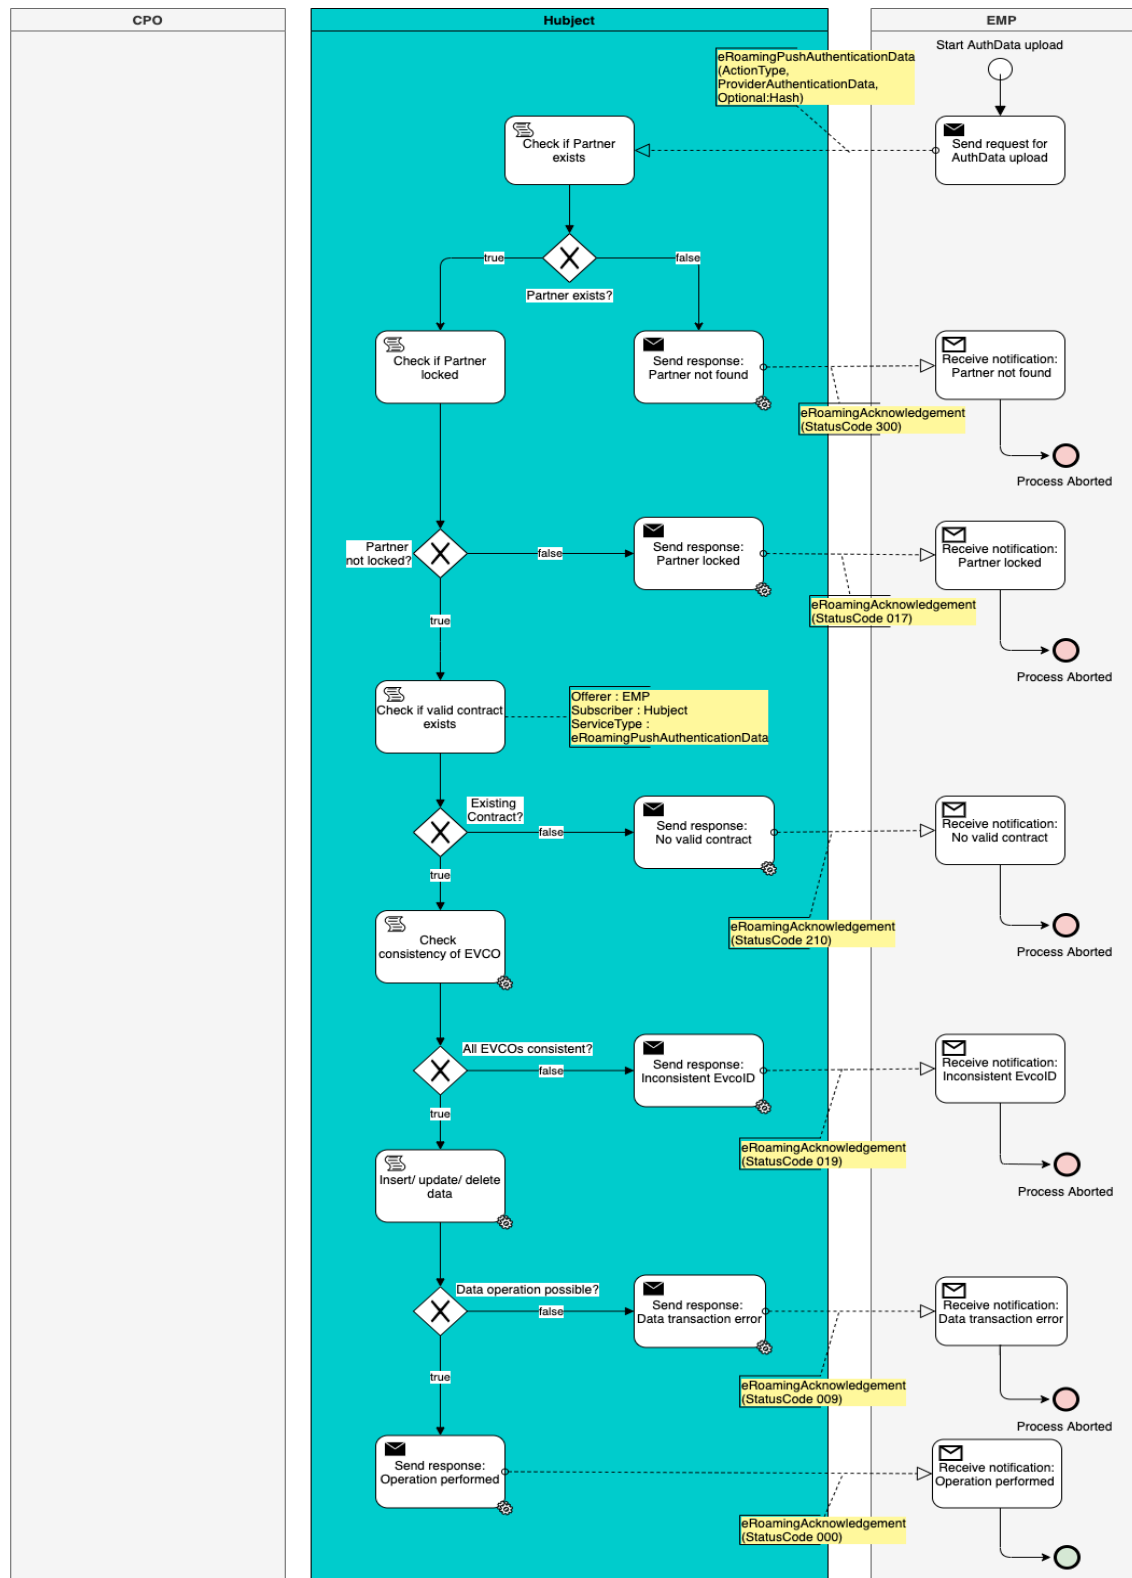 CPO
Hubject
EMP
Start AuthData upload
eRoamingPushAuthenticationData
(ActionType,
ProviderAuthenticationData,
Optional:Hash)
Check if Partner
exists
Send request for
AuthData upload
true
false
Partner exists?
Check if Partner
locked
Send response:
Partner not found
Receive notification:
Partner not found
eRoamingAcknowledgement
(StatusCode 300)
Process Aborted
Partner
not locked?
false
Send response:
Partner locked
Receive notification:
Partner locked
eRoamingAcknowledgement
(StatusCode 017)
true
Process Aborted
Check if valid contract
exists
Offerer : EMP
Subscriber : Hubject
ServiceType :
eRoamingPushAuthenticationData
Existing
Contract?
false
Send response:
No valid contract
Receive notification:
No valid contract
true
eRoamingAcknowledgement
(StatusCode 210)
Check
consistency of EVCO
Process Aborted
All EVCOs consistent?
false
Send response:
Inconsistent EvcoID
Receive notification:
Inconsistent EvcoID
true
eRoamingAcknowledgement
(StatusCode 019)
Insert/ update/ delete
data
Process Aborted
Data operation possible?
false
Send response:
Data transaction error
Receive notification:
Data transaction error
true
eRoamingAcknowledgement
(StatusCode 009)
Process Aborted
Send response:
Operation performed
Receive notification:
Operation performed
eRoamingAcknowledgement
(StatusCode 000)